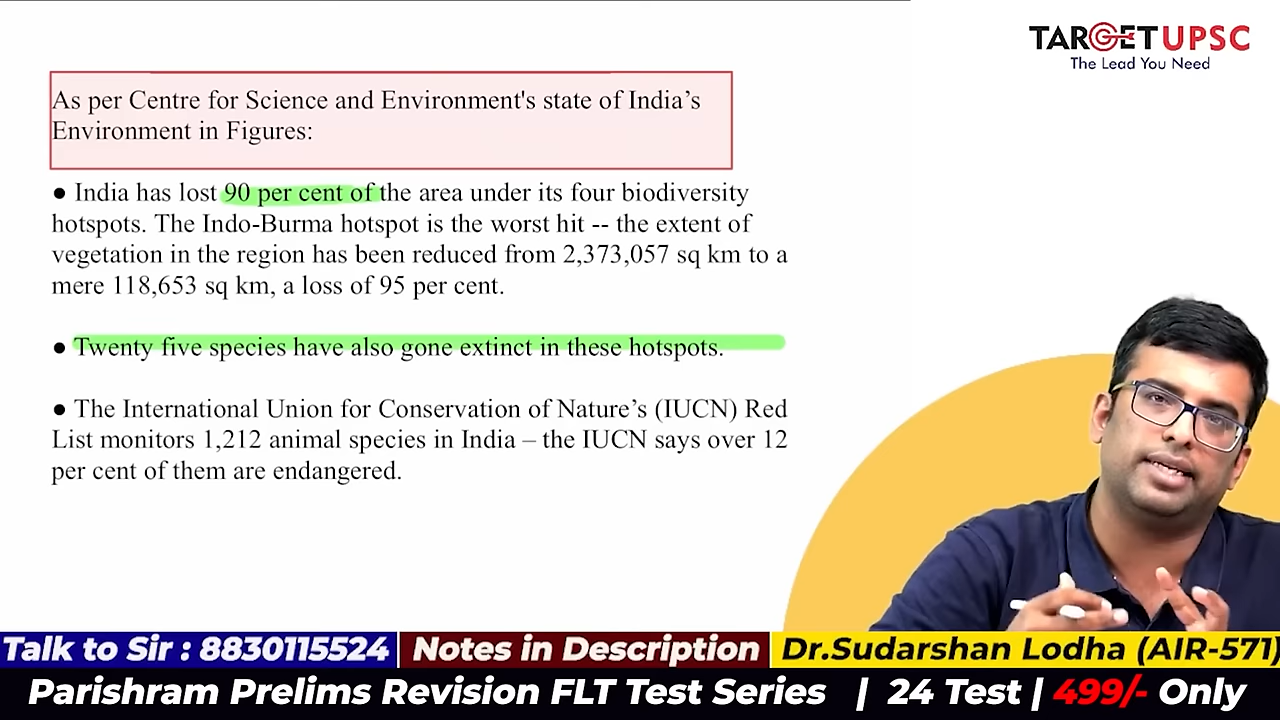 TARGETUPSC
The Lead You Need
As per Centre for Science and Environment's state of India’s
Environment in Figures:
● India has lost 90 per cent of the area under its four biodiversity
hotspots. The Indo-Burma hotspot is the worst hit -- the extent of
vegetation in the region has been reduced from 2,373,057 sq km to a
mere 118,653 sq km, a loss of 95 per cent.
● Twenty five species have also gone extinct in these hotspots.
● The International Union for Conservation of Nature’s (IUCN) Red
List monitors 1,212 animal species in India – the IUCN says over 12
per cent of them are endangered.
Talk to Sir : 8830115524 Notes in Description Dr.Sudarshan Lodha (AIR-571)
Parishram Prelims Revision FLT Test Series | 24 Test | 499/- Only